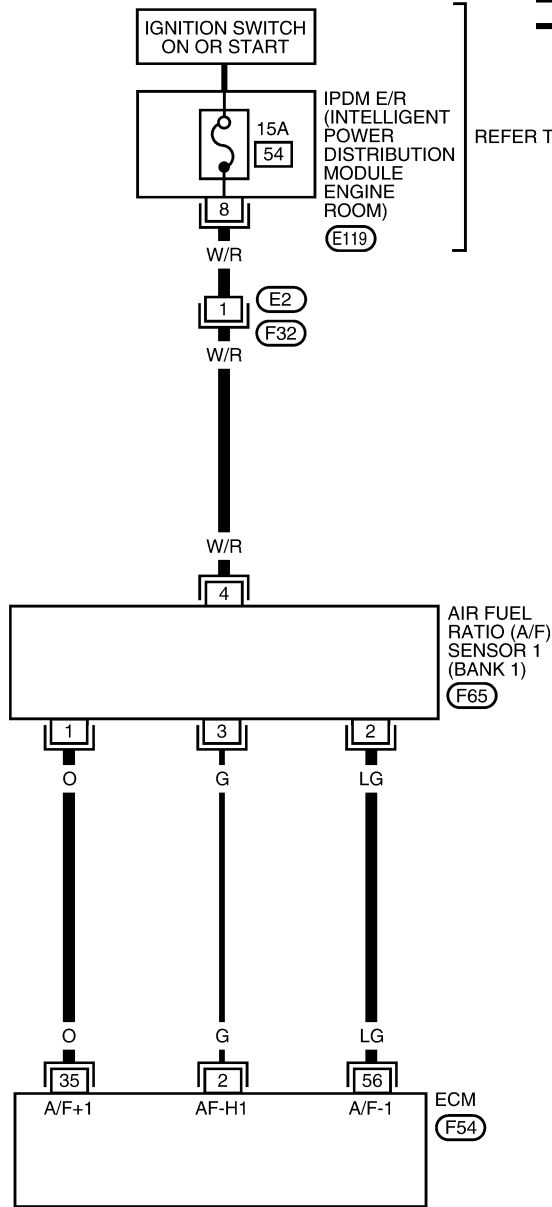 IGNITION SWITCH
ON OR START
IPDM E/R
(INTELLIGENT
POWER
DISTRIBUTION
MODULE
ENGINE
ROOM)
E119
15A
54
REFER T
8
W/R
1
E2
F32
W/R
W/R
4
AIR FUEL
RATIO (A/F)
SENSOR 1
(BANK 1)
F65
1 3 2
O G LG
O G LG
35 2 56
A/F+1 AF-H1 A/F-1
ECM
F54